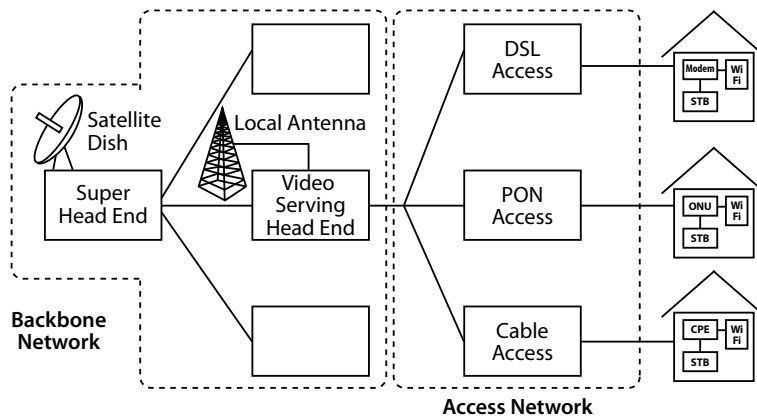 Satellite
Dish
Local Antenna
Super
Head End
Video
Serving
Head End
Backbone
Network
DSL
Access
PON
Access
Cable
Access
Access Network
Modem
Wi
Fi
STB
ONU
Wi
Fi
STB
CPE
Wi
Fi
STB